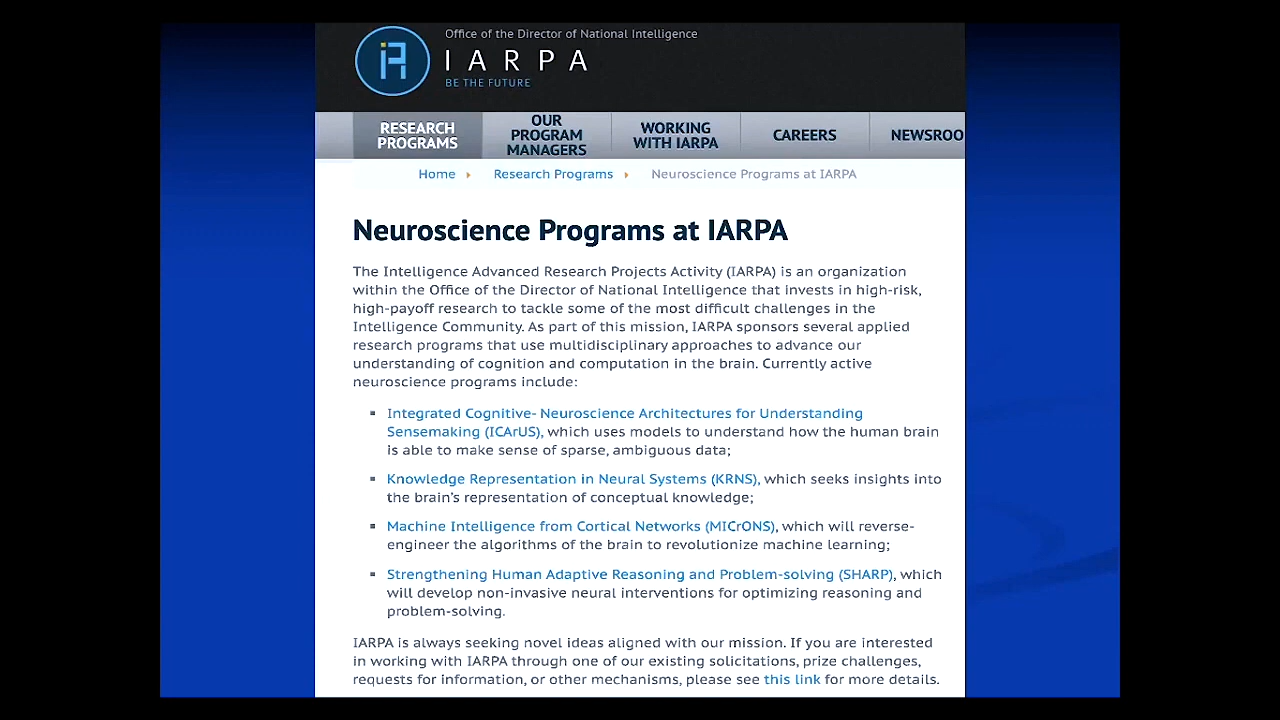 Office of the Director of National Intelligence
IARPA
BE THE FUTURE
RESEARCH
PROGRAMS
OUR
PROGRAM
MANAGERS
WORKING
WITH IARPA
CAREERS
NEWSROO
Home
Research Programs
Neuroscience Programs at IARPA
Neuroscience Programs at IARPA
The Intelligence Advanced Research Projects Activity (IARPA) is an organization
within the Office of the Director of National Intelligence that invests in high-risk,
high-payoff research to tackle some of the most difficult challenges in the
Intelligence Community. As part of this mission, IARPA sponsors several applied
research programs that use multidisciplinary approaches to advance our
understanding of cognition and computation in the brain. Currently active
neuroscience programs include:
Integrated Cognitive- Neuroscience Architectures for Understanding
Sensemaking (ICArUS), which uses models to understand how the human brain
is able to make sense of sparse, ambiguous data;
Knowledge Representation in Neural Systems (KRNS), which seeks insights into
the brain's representation of conceptual knowledge;
Machine Intelligence from Cortical Networks (MICrONS), which will reverse-
engineer the algorithms of the brain to revolutionize machine learning;
Strengthening Human Adaptive Reasoning and Problem-solving (SHARP), which
will develop non-invasive neural interventions for optimizing reasoning and
problem-solving.
IARPA is always seeking novel ideas aligned with our mission. If you are interested
in working with IARPA through one of our existing solicitations, prize challenges,
requests for information, or other mechanisms, please see this link for more details.